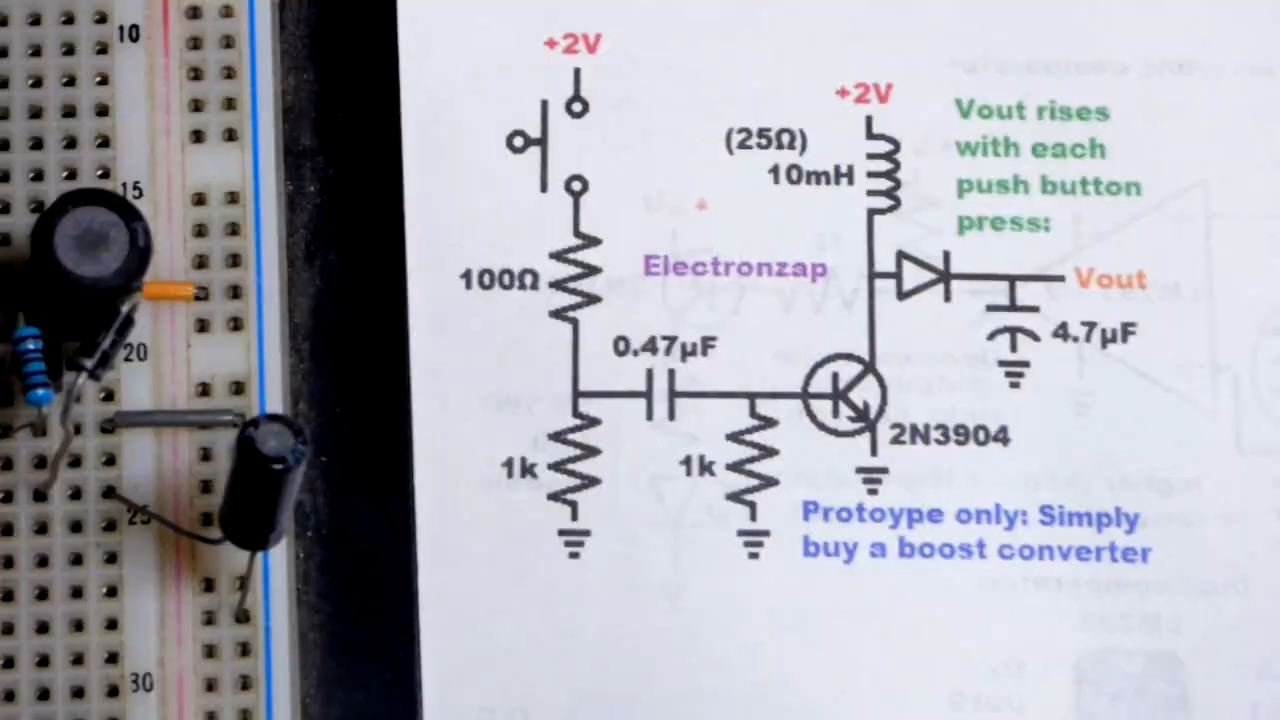 10
15
20
25
30
+2V
+2V
(25Ω)
10mH
Vout rises
with each
push button
press:
100Ω
Electronzap
Vout
0.47µF
4.7µF
1k
1k
2N3904
Protoype only: Simply
buy a boost converter